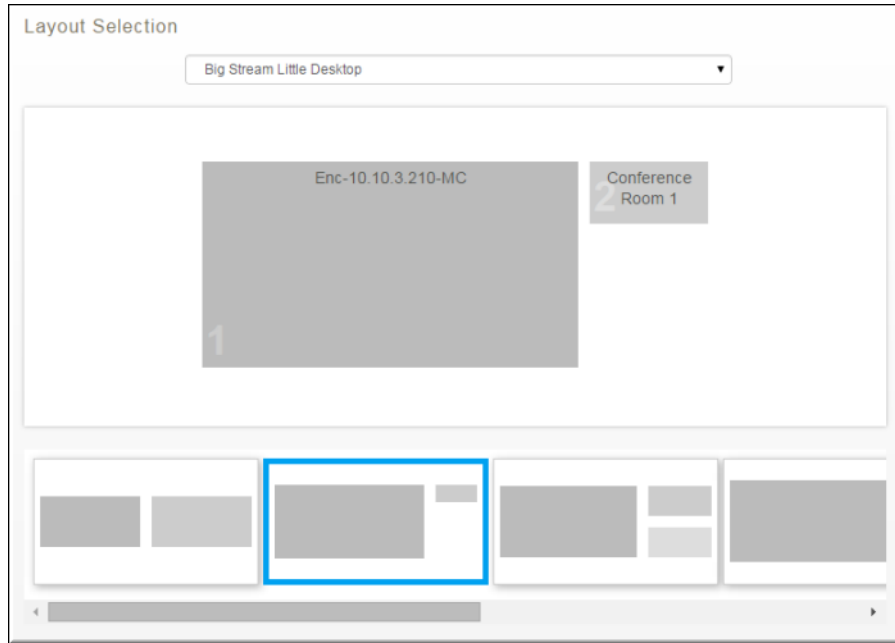 Layout Selection
Big Stream Little Desktop
Enc-10.10.3.210-MC
1
Conference
Room 1
2